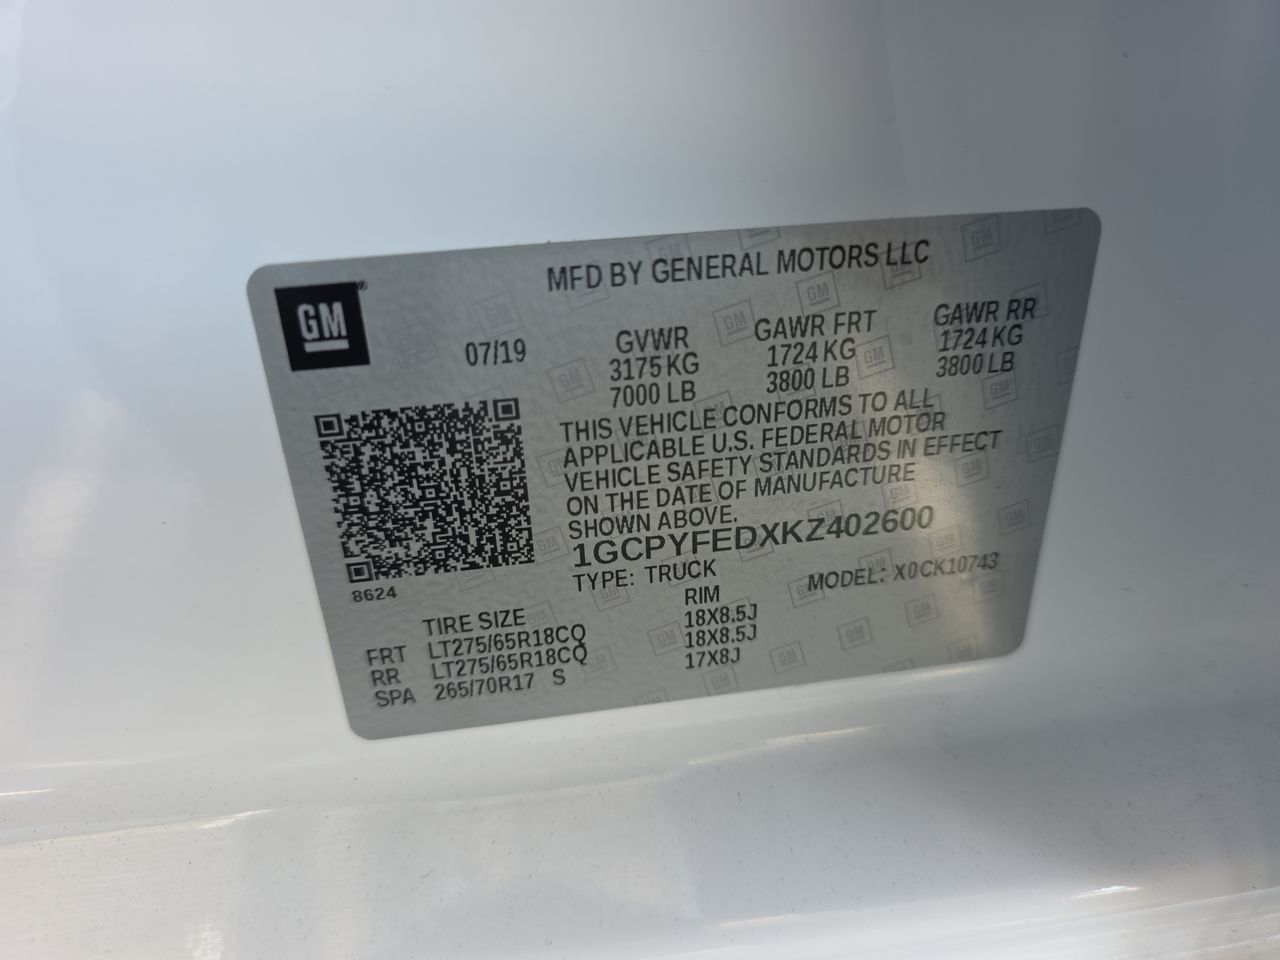 GM
MFD BY GENERAL MOTORS LLC
07/19
GVWR GAWR FRT GAWR RR
3175 KG 1724 KG 1724 KG
7000 LB 3800 LB 3800 LB
THIS VEHICLE CONFORMS TO ALL
APPLICABLE U.S. FEDERAL MOTOR
VEHICLE SAFETY STANDARDS IN EFFECT
ON THE DATE OF MANUFACTURE
SHOWN ABOVE.
1GCPYFEDXKZ402600
TYPE: TRUCK MODEL: X0CK10743
8624
TIRE SIZE RIM
FRT LT275/65R18CQ 18X8.5J
RR LT275/65R18CQ 18X8.5J
SPA 265/70R17 S 17X8J